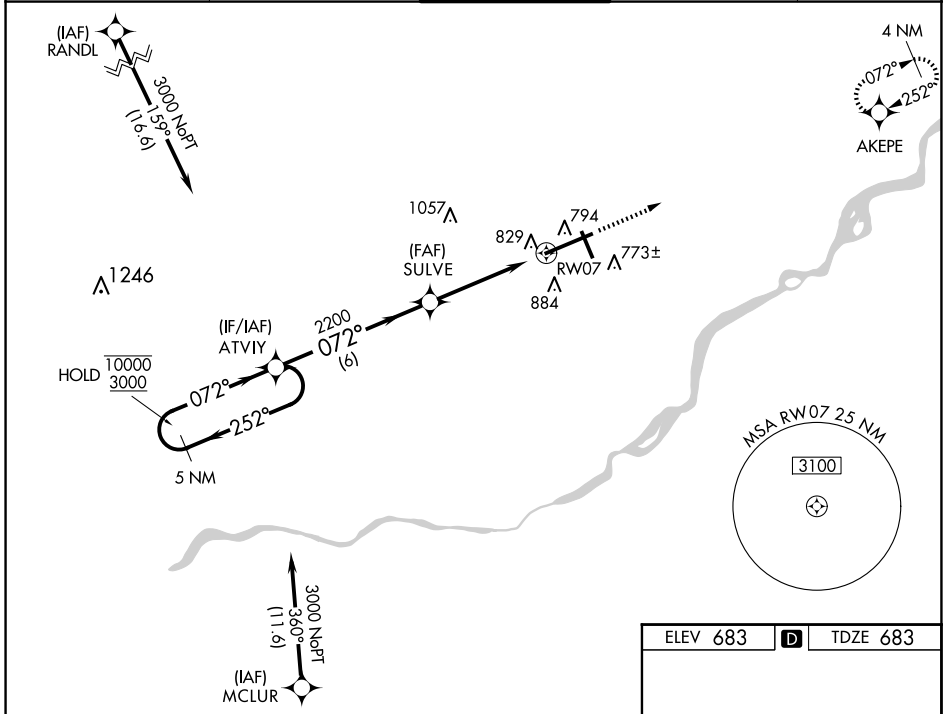 (IAF)
RANDL
3000 NoPT
159°
(16.6)
4 NM
072°
252°
AKEPE
1057
829
794
(FAF)
SULVE
RW07
773±
884
1246
(IF/IAF)
ATVIY
2200
072°
(6)
HOLD
10000
3000
072°
252°
5 NM
MSA RW07 25 NM
3100
3000 NoPT
360°
(11.6)
(IAF)
MCLUR
ELEV 683 D TDZE 683